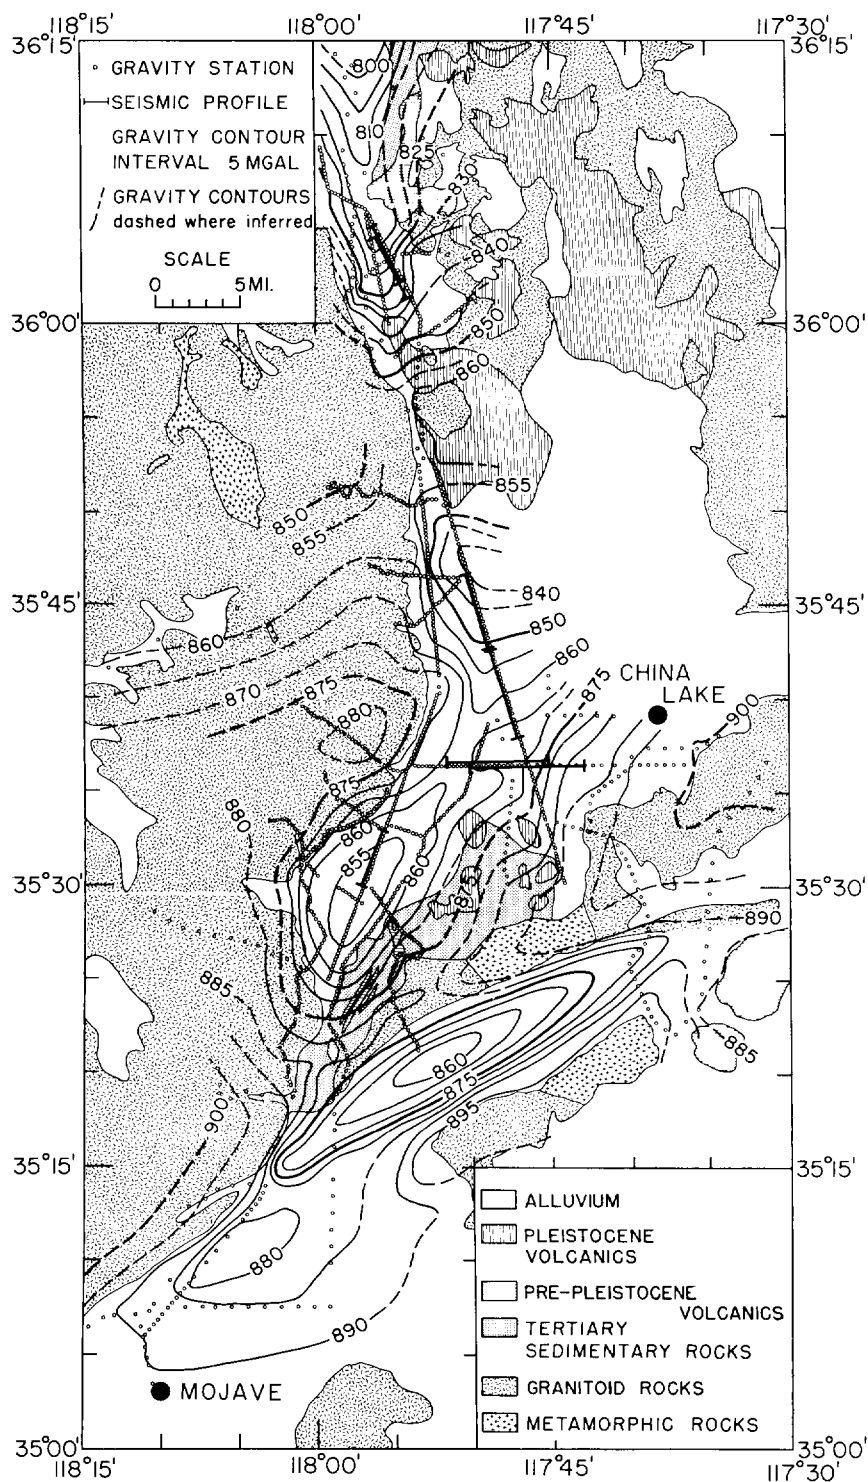 118°15' 118°00' 117°45' 117°30'
36°15' 36°15'
GRAVITY STATION
SEISMIC PROFILE
GRAVITY CONTOUR
INTERVAL 5 MGAL
GRAVITY CONTOURS
dashed where inferred
SCALE
0 5MI.
800
810
825
830
840
36°00' 36°00'
850
860
855
850
855
840
35°45' 35°45'
850
860
860
870
875
875
CHINA
LAKE
880
900
875
880
860
855
860
875
35°30' 35°30'
890
885
885
860
875
900
895
35°15' 35°15'
880
890
ALLUVIUM
PLEISTOCENE
VOLCANICS
PRE-PLEISTOCENE
VOLCANICS
TERTIARY
SEDIMENTARY ROCKS
GRANITOID ROCKS
METAMORPHIC ROCKS
MOJAVE
35°00' 35°00'
118°15' 118°00' 117°45' 117°30'